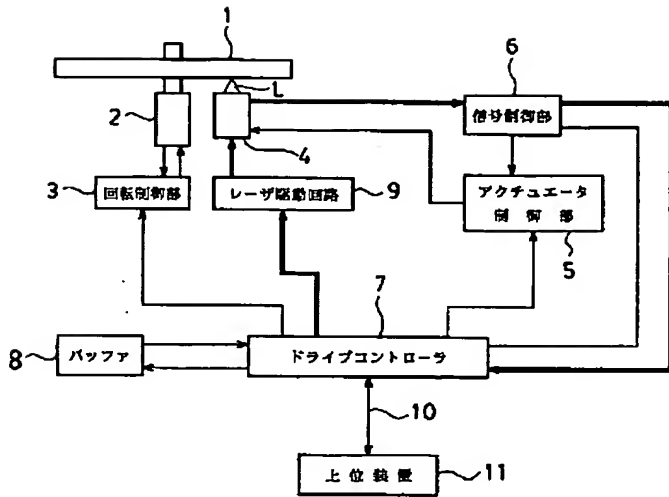 1
L
6
2
信号制御部
4
3
回転制御部
レーザ駆動回路
9
アクチュエータ
制御部
5
7
8
バッファ
ドライブコントローラ
10
上位装置
11